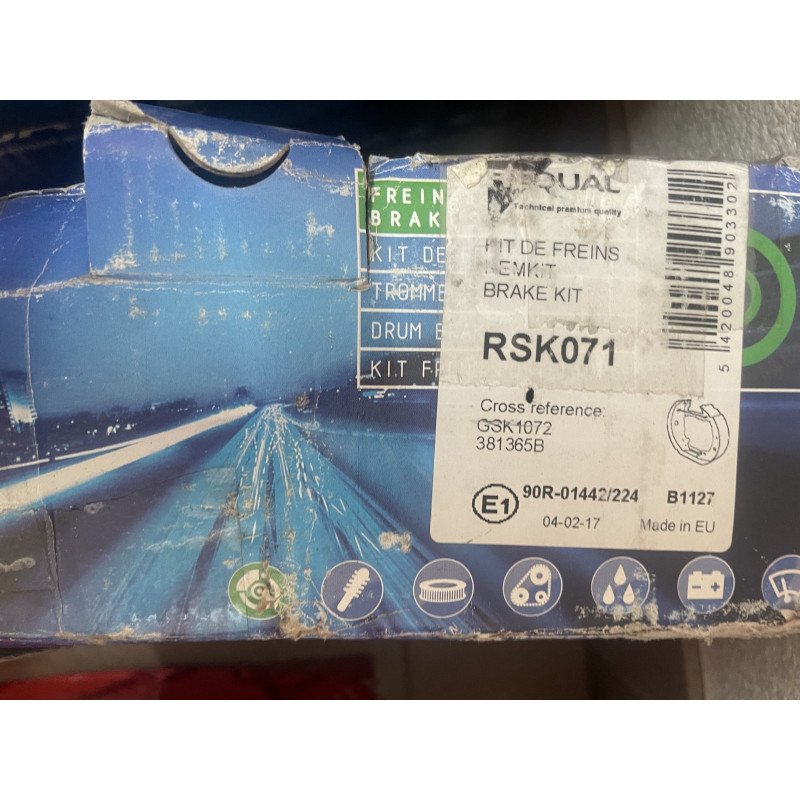 FREIN
BRAK
KIT DE
TROMME
DRUM
KIT FR
QUAL
Technical premium quality
KIT DE FREINS
REMKIT
BRAKE KIT
RSK071
Cross reference:
GSK1072
381365B
E1 90R-01442/224 B1127
04-02-17 Made in EU
5 420048 903302